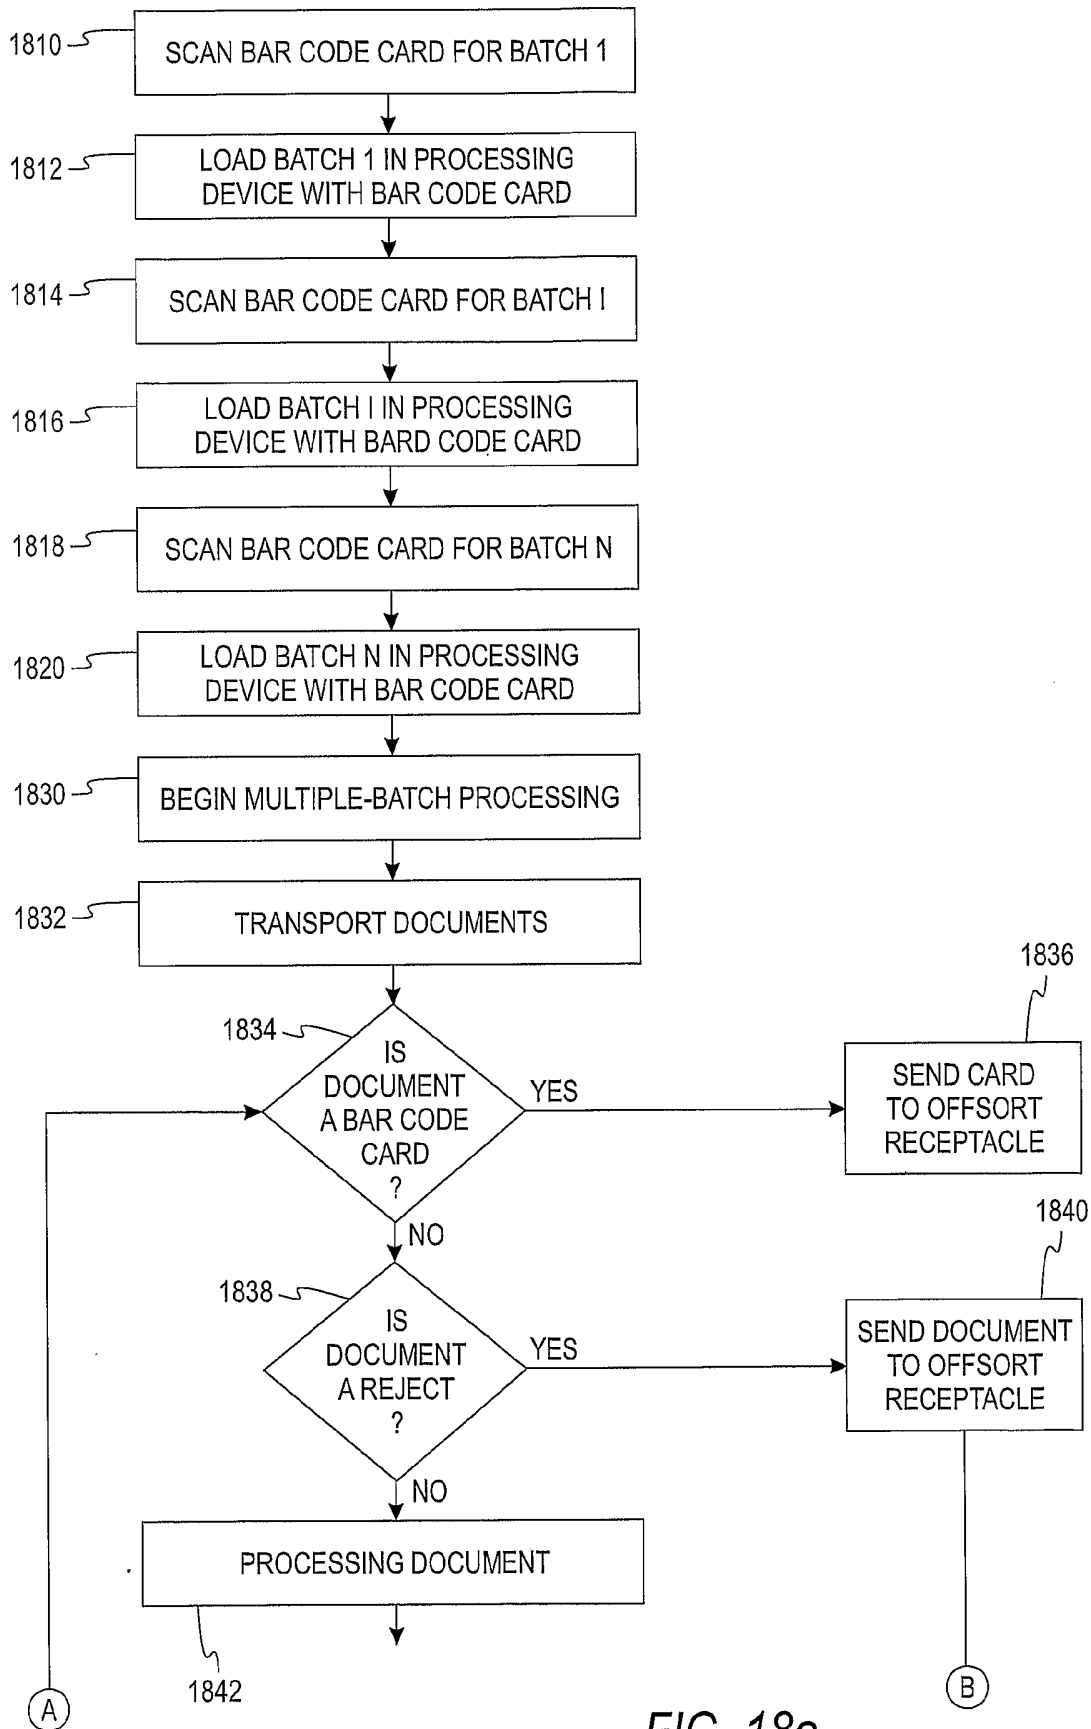 1810
SCAN BAR CODE CARD FOR BATCH 1
1812
LOAD BATCH 1 IN PROCESSING
DEVICE WITH BAR CODE CARD
1814
SCAN BAR CODE CARD FOR BATCH I
1816
LOAD BATCH I IN PROCESSING
DEVICE WITH BARD CODE CARD
1818
SCAN BAR CODE CARD FOR BATCH N
1820
LOAD BATCH N IN PROCESSING
DEVICE WITH BAR CODE CARD
1830
BEGIN MULTIPLE-BATCH PROCESSING
1832
TRANSPORT DOCUMENTS
1834
IS
DOCUMENT
A BAR CODE
CARD
?
YES
1836
SEND CARD
TO OFFSORT
RECEPTACLE
NO
1838
IS
DOCUMENT
A REJECT
?
YES
1840
SEND DOCUMENT
TO OFFSORT
RECEPTACLE
NO
PROCESSING DOCUMENT
1842
A
B
FIG. 18a